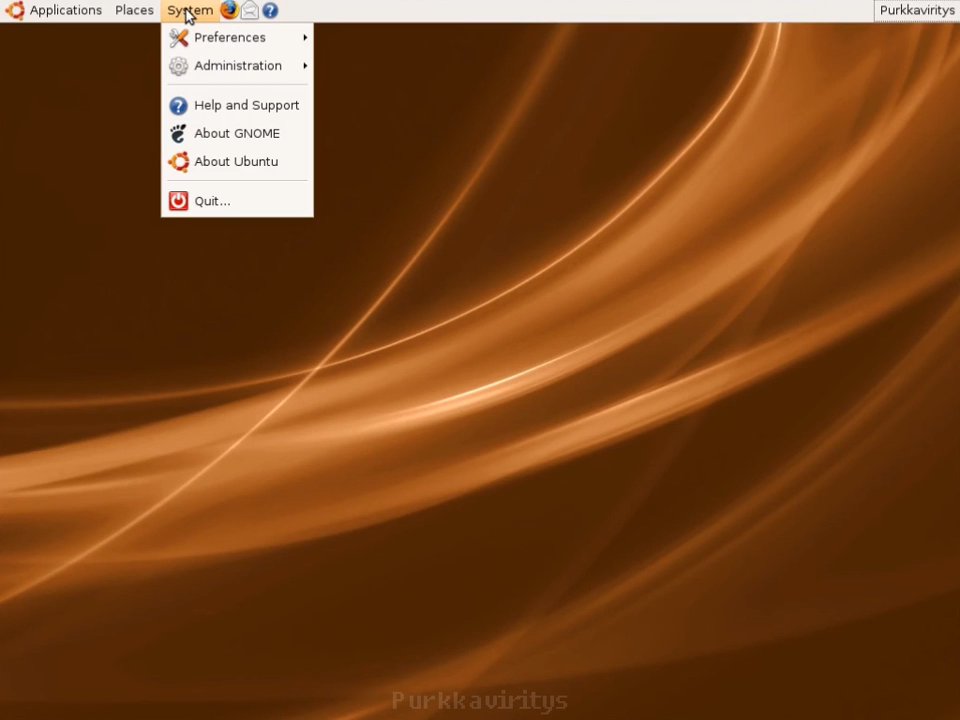 Applications Places System Purkkaviritys
Preferences
Administration
Help and Support
About GNOME
About Ubuntu
Quit...
Purkkaviritys